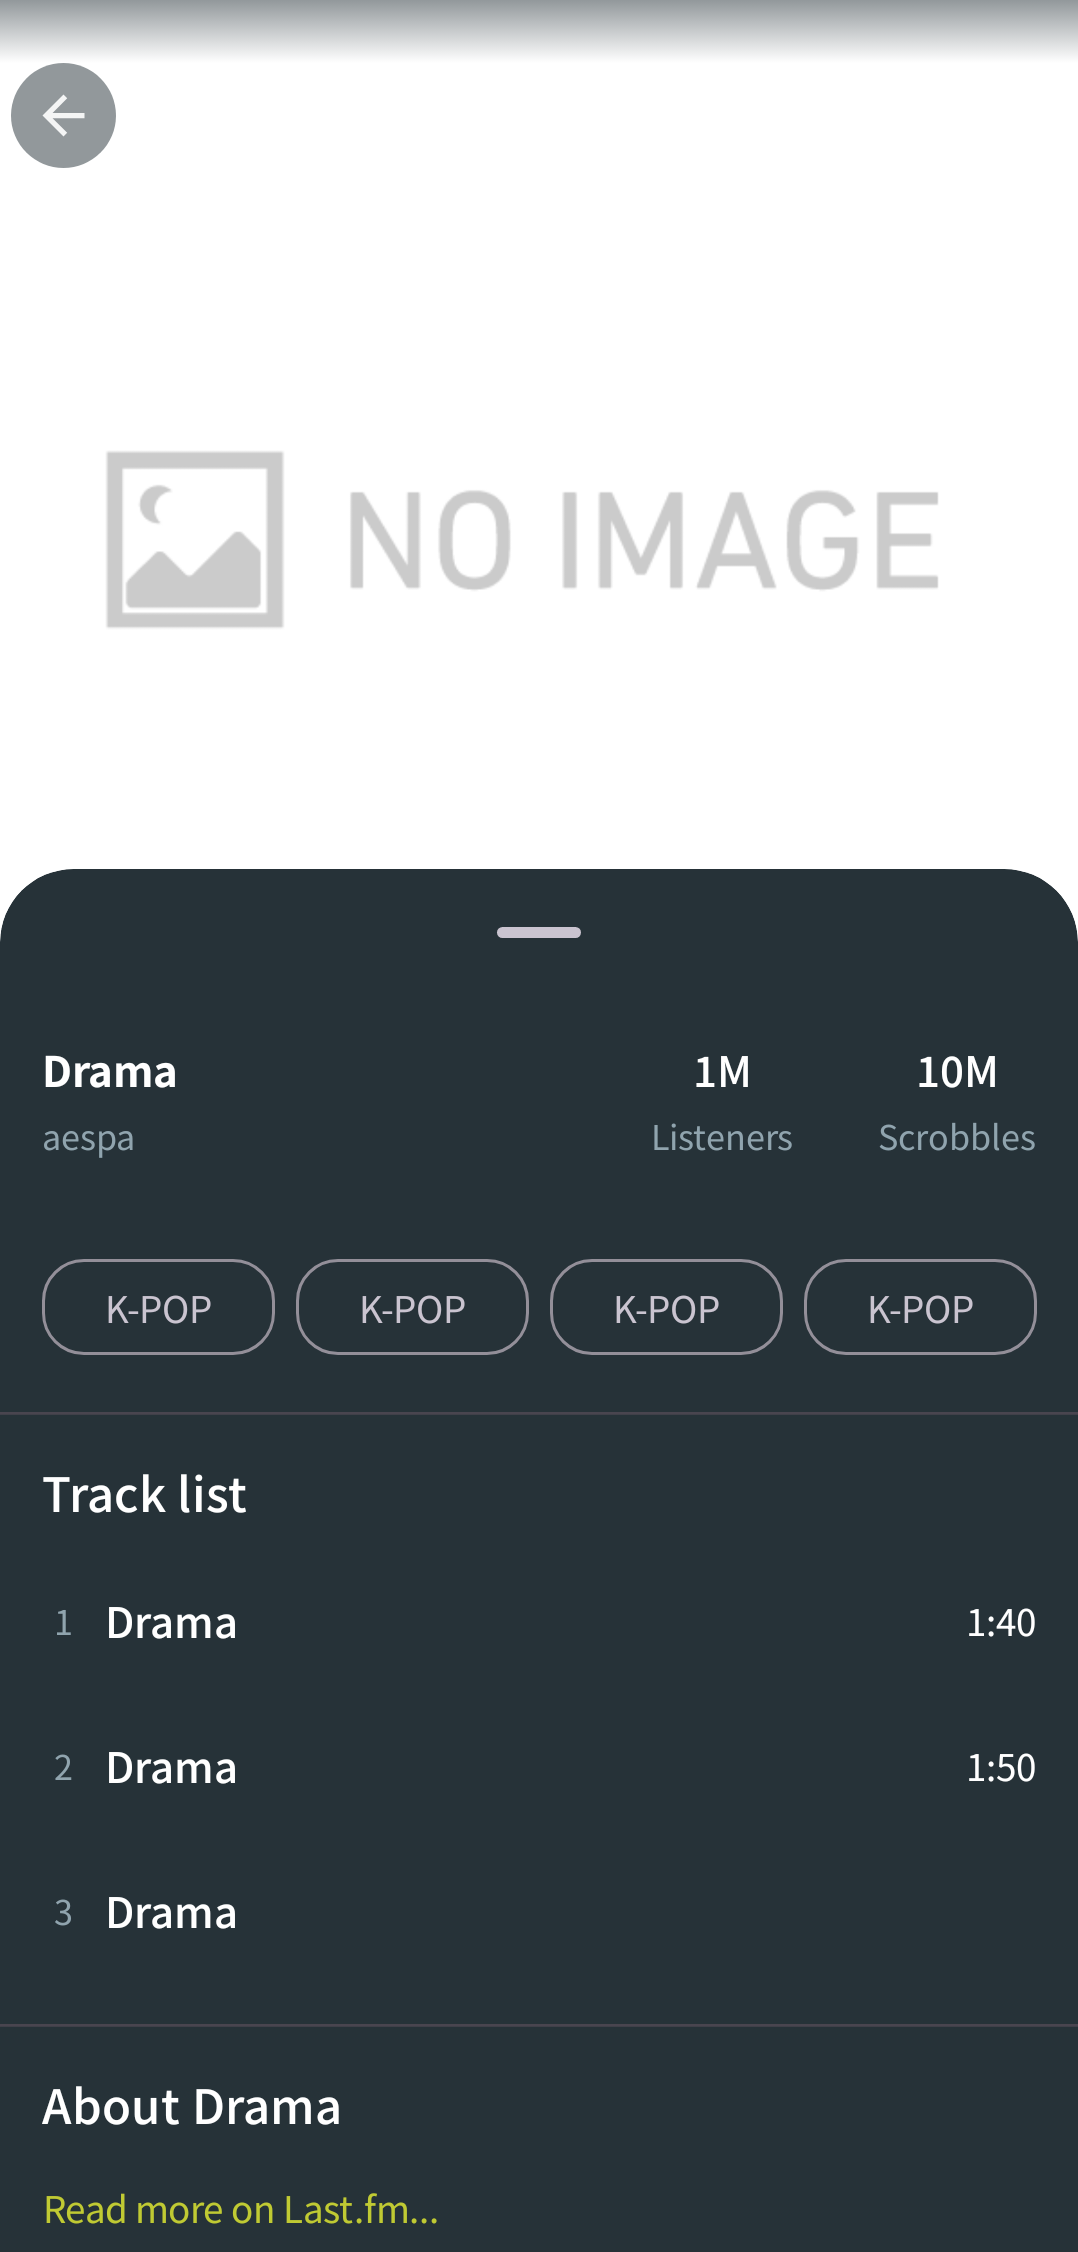 NO IMAGE
Drama 1M 10M
aespa Listeners Scrobbles
K-POP K-POP K-POP K-POP
Track list
1 Drama 1:40
2 Drama 1:50
3 Drama
About Drama
Read more on Last.fm...